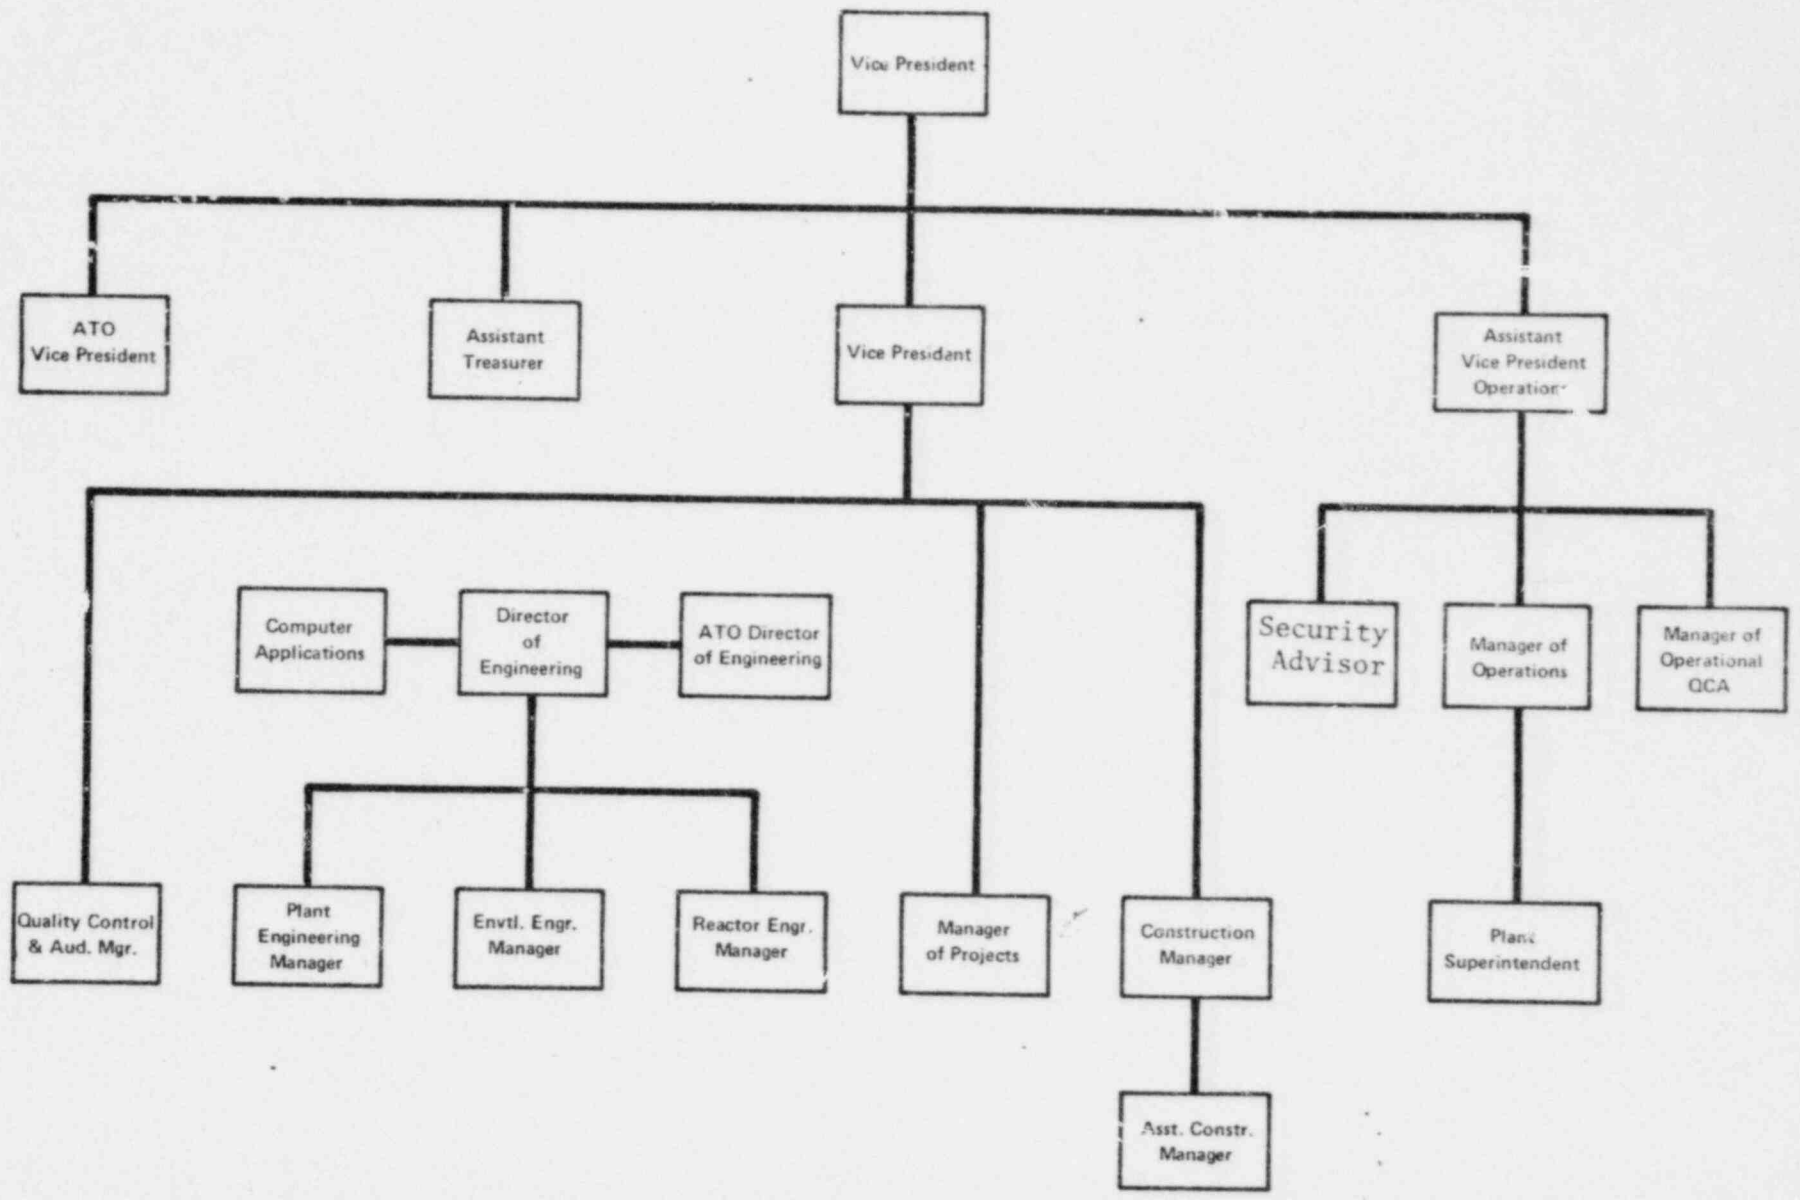 Vice President
ATO
Vice President
Assistant
Treasurer
Vice President
Assistant
Vice President
Operations
Computer
Applications
Director
of
Engineering
ATO Director
of Engineering
Security
Advisor
Manager of
Operations
Manager of
Operational
QCA
Quality Control
& Aud. Mgr.
Plant
Engineering
Manager
Envtl. Engr.
Manager
Reactor Engr.
Manager
Manager
of Projects
Construction
Manager
Plant
Superintendent
Asst. Constr.
Manager